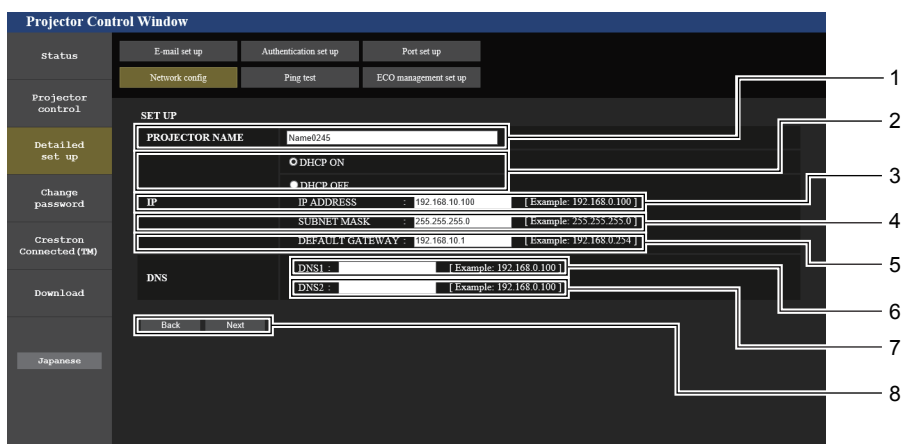 Projector Control Window
Status
Projector
control
Detailed
set up
Change
password
Crestron
Connected(TM)
Download
Japanese
E-mail set up Authentication set up Port set up
Network config Ping test ECO management set up
SET UP
PROJECTOR NAME Name0245
DHCP ON
DHCP OFF
IP IP ADDRESS : 192.168.10.100 [ Example: 192.168.0.100 ]
SUBNET MASK : 255.255.255.0 [ Example: 255.255.255.0 ]
DEFAULT GATEWAY : 192.168.10.1 [ Example: 192.168.0.254 ]
DNS
DNS1 : [ Example: 192.168.0.100 ]
DNS2 : [ Example: 192.168.0.100 ]
Back Next
1
2
3
4
5
6
7
8